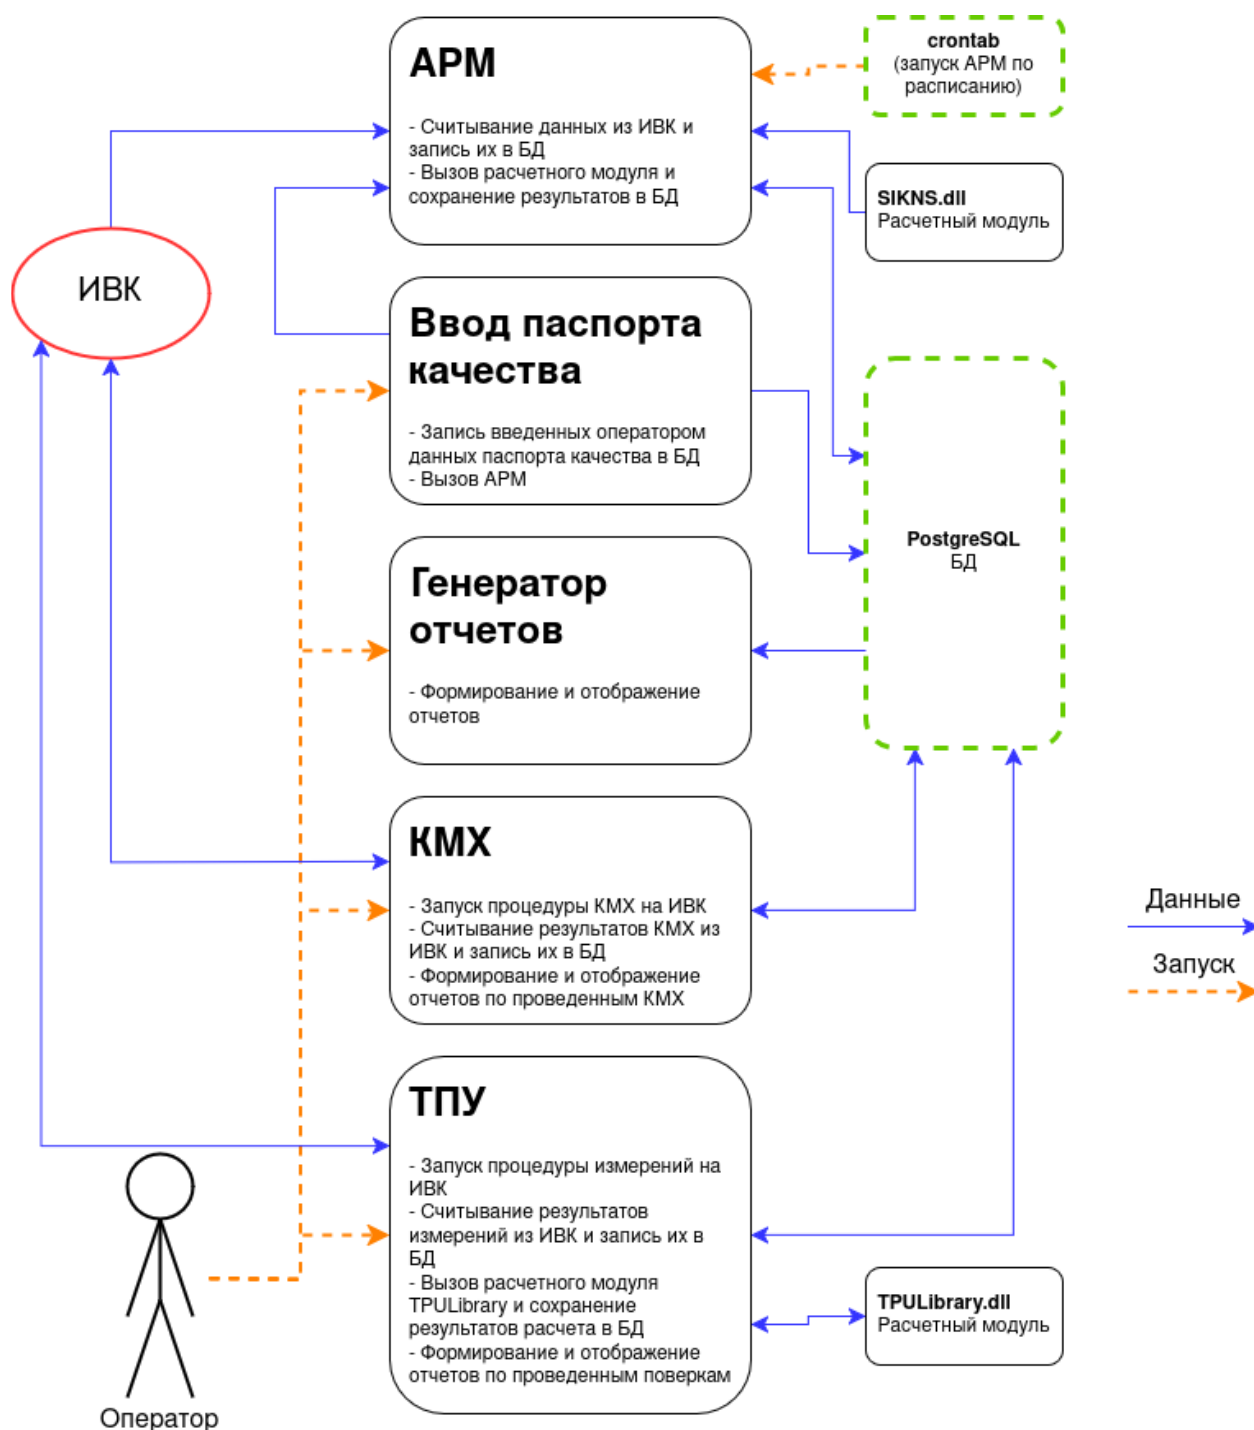 АРМ
- Считывание данных из ИВК и
запись их в БД
- Вызов расчетного модуля и
сохранение результатов в БД
crontab
(запуск АРМ по
расписанию)
SIKNS.dll
Расчетный модуль
ИВК
Ввод паспорта
качества
- Запись введенных оператором
данных паспорта качества в БД
- Вызов АРМ
PostgreSQL
БД
Генератор
отчетов
- Формирование и отображение
отчетов
КМХ
- Запуск процедуры КМХ на ИВК
- Считывание результатов КМХ из
ИВК и запись их в БД
- Формирование и отображение
отчетов по проведенным КМХ
Данные
Запуск
ТПУ
- Запуск процедуры измерений на
ИВК
- Считывание результатов
измерений из ИВК и запись их в
БД
- Вызов расчетного модуля
TPULibrary и сохранение
результатов расчета в БД
- Формирование и отображение
отчетов по проведенным поверкам
TPULibrary.dll
Расчетный модуль
Оператор